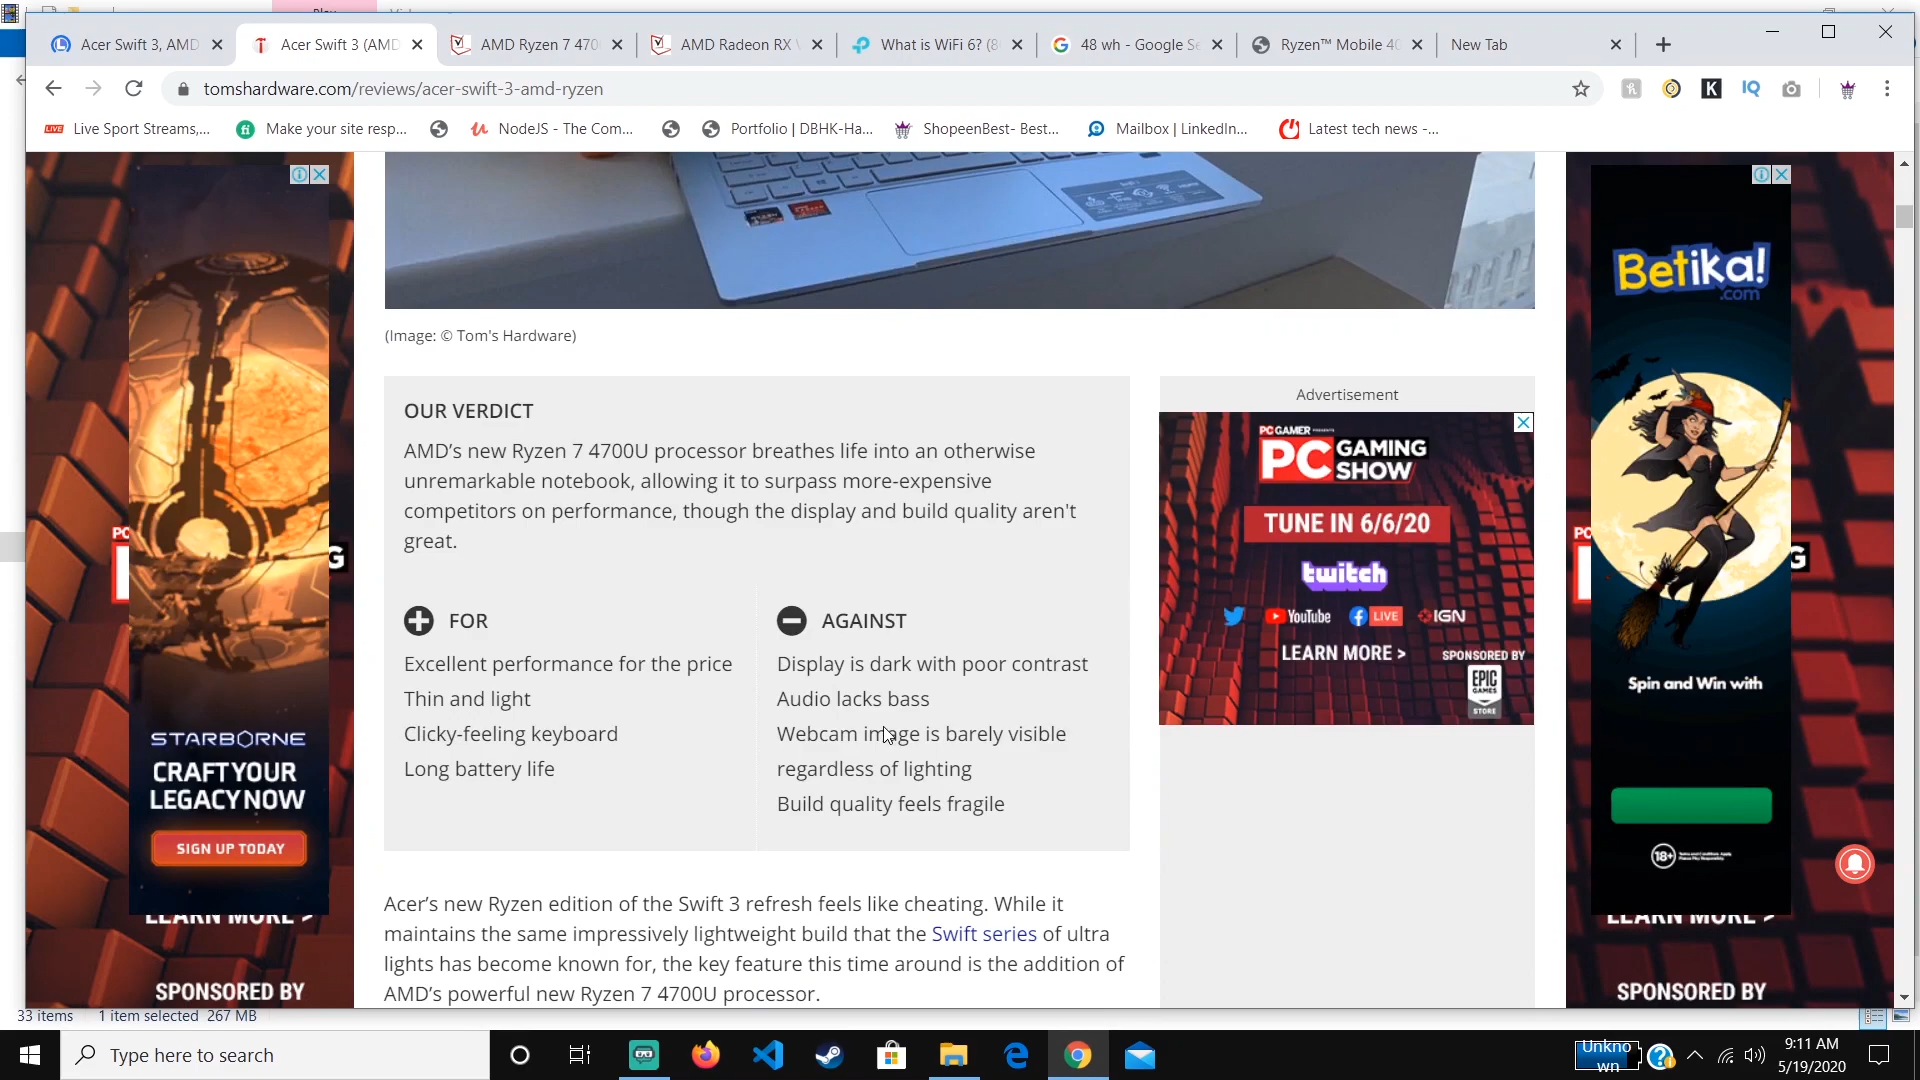 Acer Swift 3, AMD
Acer Swift 3 (AMD
AMD Ryzen 7 470
AMD Radeon RX
What is WiFi 6? (8
48 wh - Google Se
Ryzen™ Mobile 40
New Tab
tomshardware.com/reviews/acer-swift-3-amd-ryzen
K
IQ
LIVE
Live Sport Streams,...
Make your site resp...
NodeJS - The Com...
Portfolio | DBHK-Ha...
ShopeenBest- Best...
Mailbox | LinkedIn...
Latest tech news -...
(Image: © Tom's Hardware)
OUR VERDICT
AMD's new Ryzen 7 4700U processor breathes life into an otherwise
unremarkable notebook, allowing it to surpass more-expensive
competitors on performance, though the display and build quality aren't
great.
FOR
Excellent performance for the price
Thin and light
Clicky-feeling keyboard
Long battery life
AGAINST
Display is dark with poor contrast
Audio lacks bass
Webcam image is barely visible
regardless of lighting
Build quality feels fragile
Acer's new Ryzen edition of the Swift 3 refresh feels like cheating. While it
maintains the same impressively lightweight build that the Swift series of ultra
lights has become known for, the key feature this time around is the addition of
AMD's powerful new Ryzen 7 4700U processor.
Advertisement
PC GAMER PRESENTS
PC GAMING
SHOW
TUNE IN 6/6/20
twitch
YouTube
LIVE
IGN
LEARN MORE >
SPONSORED BY
EPIC
GAMES
STORE
STARBORNE
CRAFT YOUR
LEGACY NOW
SIGN UP TODAY
LEARN MORE >
SPONSORED BY
Betika!
.com
Spin and Win with
18+
LEARN MORE >
SPONSORED BY
33 items
1 item selected 267 MB
Type here to search
Unkno
wn
9:11 AM
5/19/2020